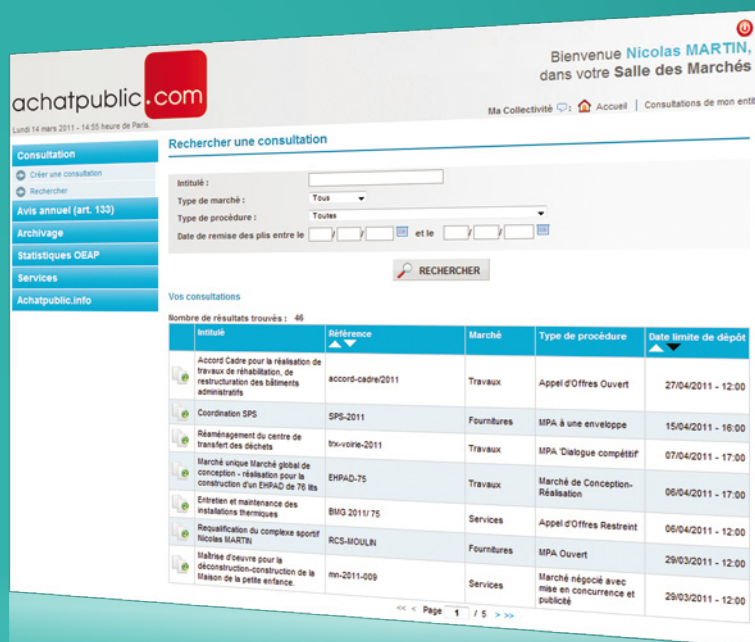 Bienvenue Nicolas MARTIN,
dans votre Salle des Marchés
achatpublic.com
Lundi 14 mars 2011 - 14:55 heure de Paris.
Ma Collectivité : Accueil | Consultations de mon entit
Consultation
Créer une consultation
Rechercher
Avis annuel (art. 133)
Archivage
Statistiques OEAP
Services
Achatpublic.info
Rechercher une consultation
Intitulé :
Type de marché : Tous
Type de procédure : Toutes
Date de remise des plis entre le / / et le / /
RECHERCHER
Vos consultations
Nombre de résultats trouvés : 46
Intitulé Référence Marché Type de procédure Date limite de dépôt
Accord Cadre pour la réalisation de
travaux de réhabilitation, de
restructuration des bâtiments
administratifs
accord-cadre/2011 Travaux Appel d'Offres Ouvert 27/04/2011 - 12:00
Coordination SPS SPS-2011 Fournitures MPA à une enveloppe 15/04/2011 - 16:00
Réaménagement du centre de
transfert des déchets
trx-voirie-2011 Travaux MPA 'Dialogue compétitif' 07/04/2011 - 17:00
Marché unique Marché global de
conception - réalisation pour la
construction d'un EHPAD de 76 lits
EHPAD-75 Travaux Marché de Conception-
Réalisation 06/04/2011 - 17:00
Entretien et maintenance des
installations thermiques
BMG 2011/ 75 Services Appel d'Offres Restreint 06/04/2011 - 12:00
Requalification du complexe sportif
Nicolas MARTIN
RCS-MOULIN Fournitures MPA Ouvert 29/03/2011 - 12:00
Maîtrise d'oeuvre pour la
déconstruction-construction de la
Maison de la petite enfance.
mn-2011-009 Services Marché négocié avec
mise en concurrence et
publicité 29/03/2011 - 12:00
<< < Page 1 / 5 > >>